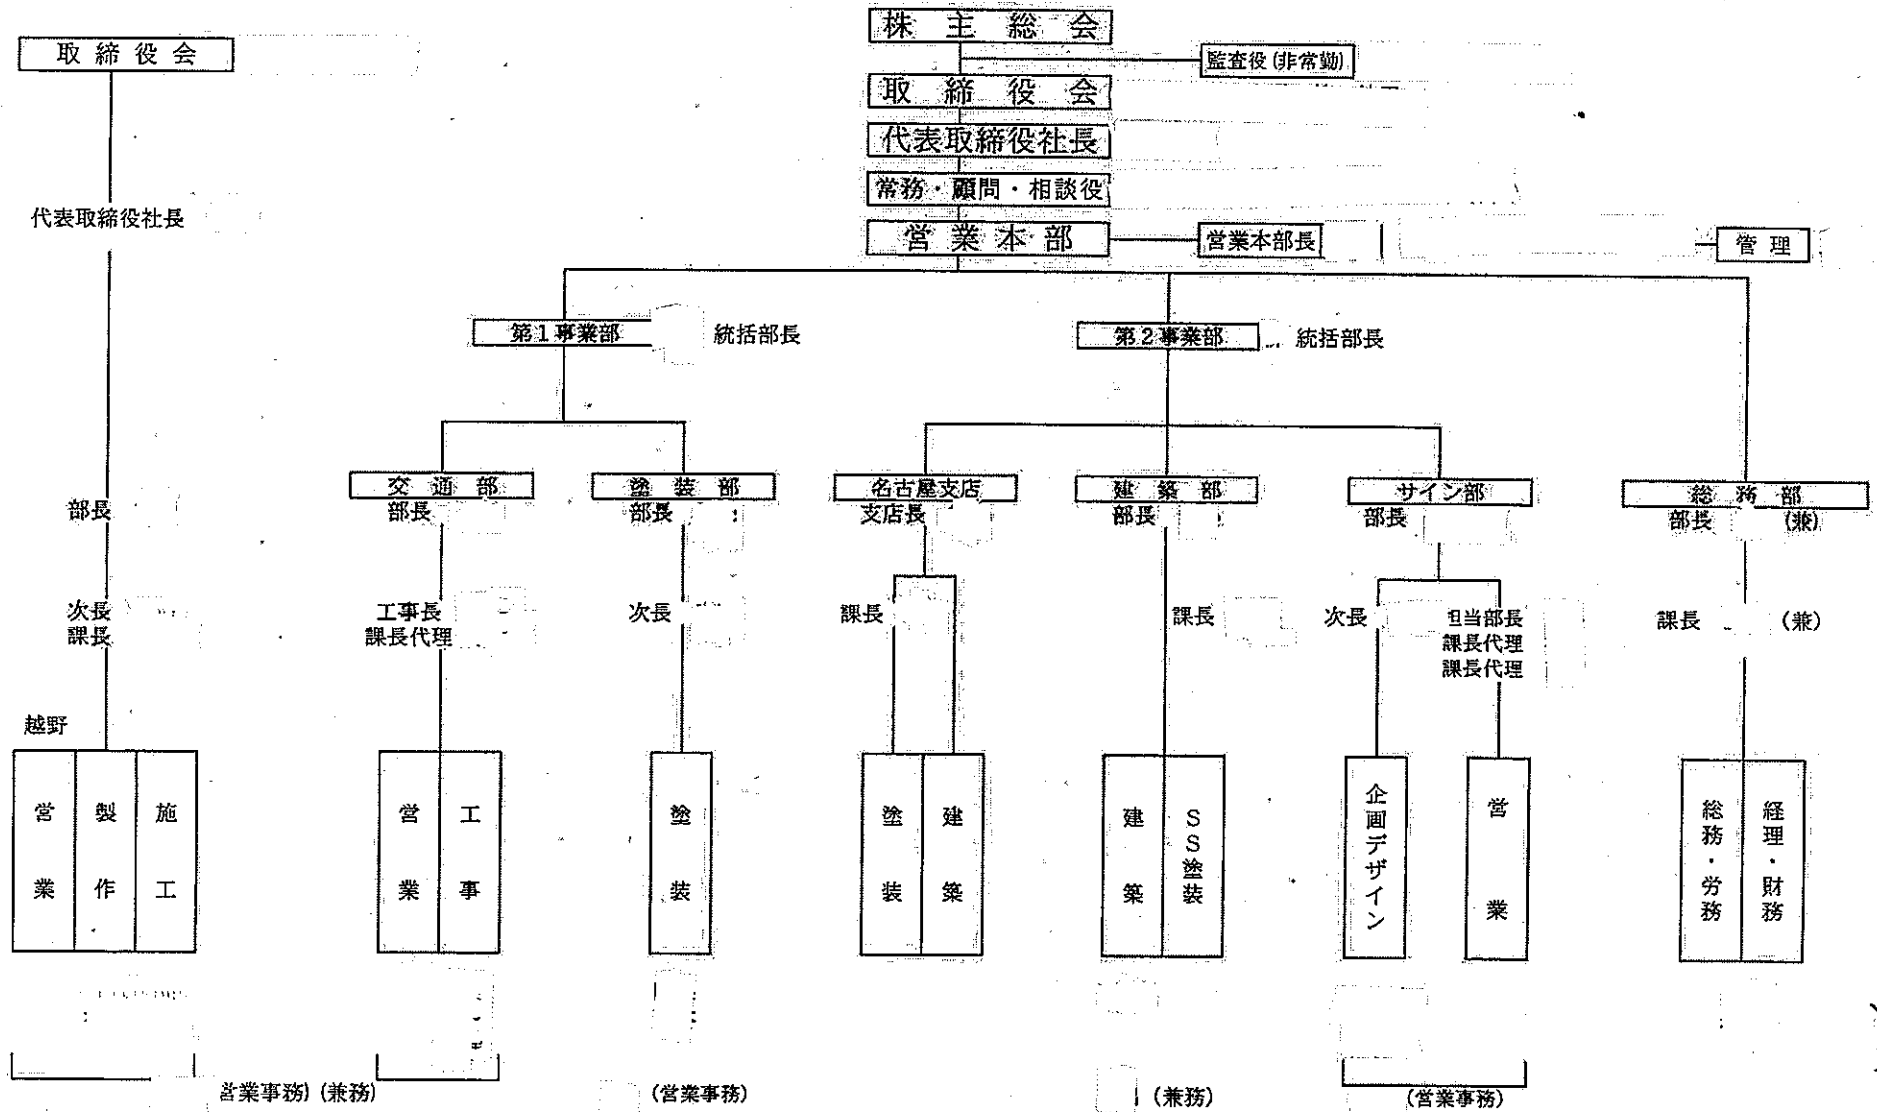 株主総会
取締役会
監査役(非常勤)
取締役会
代表取締役社長
常務・顧問・相談役
代表取締役社長
営業本部
営業本部長
管理
第1事業部
統括部長
第2事業部
統括部長
交通部
塗装部
名古屋支店
建築部
サイン部
総務部
部長
部長
部長
支店長
部長
部長
部長
(兼)
次長
課長
工事長
課長代理
次長
課長
課長
次長
担当部長
課長代理
課長代理
課長
(兼)
越野
営業
製作
施工
営業
工事
塗装
塗装
建築
建築
SS塗装
企画デザイン
営業
総務・労務
経理・財務
営業事務)(兼務)
(営業事務)
(兼務)
(営業事務)